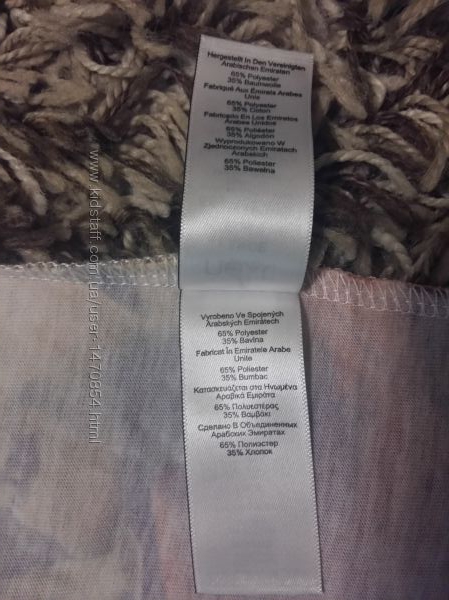 Hergestellt In Den Vereinigten
Arabischen Emiraten
65% Polyester
35% Baumwolle
Fabriqué Aux Émirats Arabes
Unis
65% Polyester
35% Coton
Fabricado En Los Emiratos
Árabes Unidos
65% Poliéster
35% Algodón
Wyprodukowano W
Zjednoczonych Emiratach
Arabskich
65% Poliester
35% Bawełna
Vyrobeno Ve Spojených
Arabských Emirátech
65% Polyester
35% Bavlna
Fabricat în Emiratele Arabe
Unite
65% Poliester
35% Bumbac
Κατασκευάζεται στα Ηνωμένα
Αραβικά Εμιράτα
65% Πολυεστέρας
35% Βαμβάκι
Сделано В Объединенных
Арабских Эмиратах
65% Полиэстер
35% Хлопок
www.kidstaff.com.ua/user-1470854.html